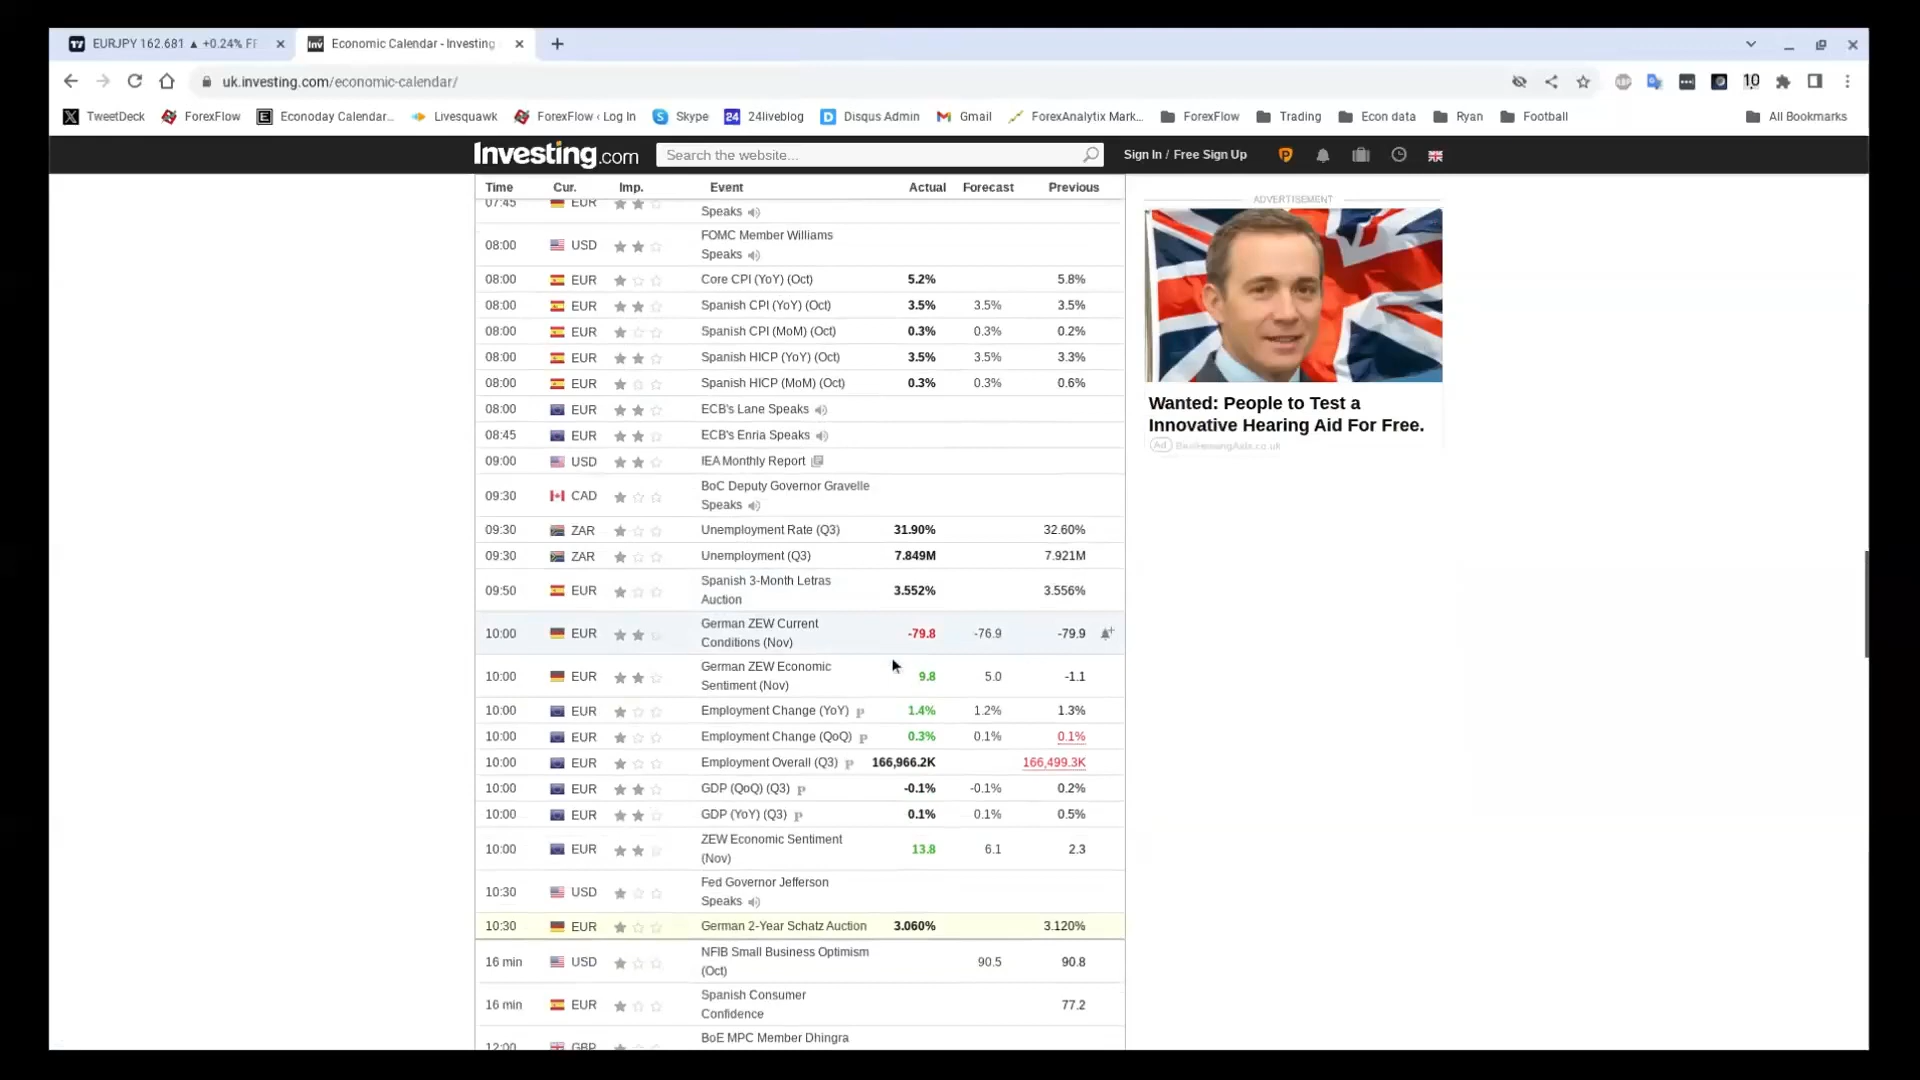 EURJPY 162.681 ▲ +0.24% FF
Economic Calendar - Investing
uk.investing.com/economic-calendar/
TweetDeck ForexFlow Econoday Calendar... Livesquawk ForexFlow ‹ Log In Skype 24liveblog Disqus Admin Gmail ForexAnalytix Mark... ForexFlow Trading Econ data Ryan Football All Bookmarks
Investing.com Search the website... Sign In / Free Sign Up
Time Cur. Imp. Event Actual Forecast Previous
07:45 EUR Speaks
FOMC Member Williams
08:00 USD
Speaks
08:00 EUR Core CPI (YoY) (Oct) 5.2% 5.8%
08:00 EUR Spanish CPI (YoY) (Oct) 3.5% 3.5% 3.5%
08:00 EUR Spanish CPI (MoM) (Oct) 0.3% 0.3% 0.2%
08:00 EUR Spanish HICP (YoY) (Oct) 3.5% 3.5% 3.3%
08:00 EUR Spanish HICP (MoM) (Oct) 0.3% 0.3% 0.6%
08:00 EUR ECB's Lane Speaks
08:45 EUR ECB's Enria Speaks
09:00 USD IEA Monthly Report
BoC Deputy Governor Gravelle
09:30 CAD
Speaks
09:30 ZAR Unemployment Rate (Q3) 31.90% 32.60%
09:30 ZAR Unemployment (Q3) 7.849M 7.921M
Spanish 3-Month Letras
09:50 EUR 3.552% 3.556%
Auction
German ZEW Current
10:00 EUR -79.8 -76.9 -79.9
Conditions (Nov)
German ZEW Economic
10:00 EUR 9.8 5.0 -1.1
Sentiment (Nov)
10:00 EUR Employment Change (YoY) P 1.4% 1.2% 1.3%
10:00 EUR Employment Change (QoQ) P 0.3% 0.1% 0.1%
10:00 EUR Employment Overall (Q3) P 166,966.2K 166,499.3K
10:00 EUR GDP (QoQ) (Q3) P -0.1% -0.1% 0.2%
10:00 EUR GDP (YoY) (Q3) P 0.1% 0.1% 0.5%
ZEW Economic Sentiment
10:00 EUR 13.8 6.1 2.3
(Nov)
Fed Governor Jefferson
10:30 USD
Speaks
10:30 EUR German 2-Year Schatz Auction 3.060% 3.120%
NFIB Small Business Optimism
16 min USD 90.5 90.8
(Oct)
Spanish Consumer
16 min EUR 77.2
Confidence
BoE MPC Member Dhingra
12:00 GBP
ADVERTISEMENT
Wanted: People to Test a
Innovative Hearing Aid For Free.
Ad